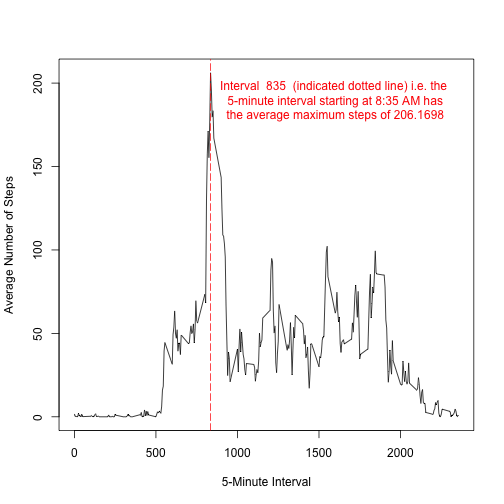 Interval 835 (indicated dotted line) i.e. the
5-minute interval starting at 8:35 AM has
the average maximum steps of 206.1698
Average Number of Steps
200
150
100
50
0
0 500 1000 1500 2000
5-Minute Interval